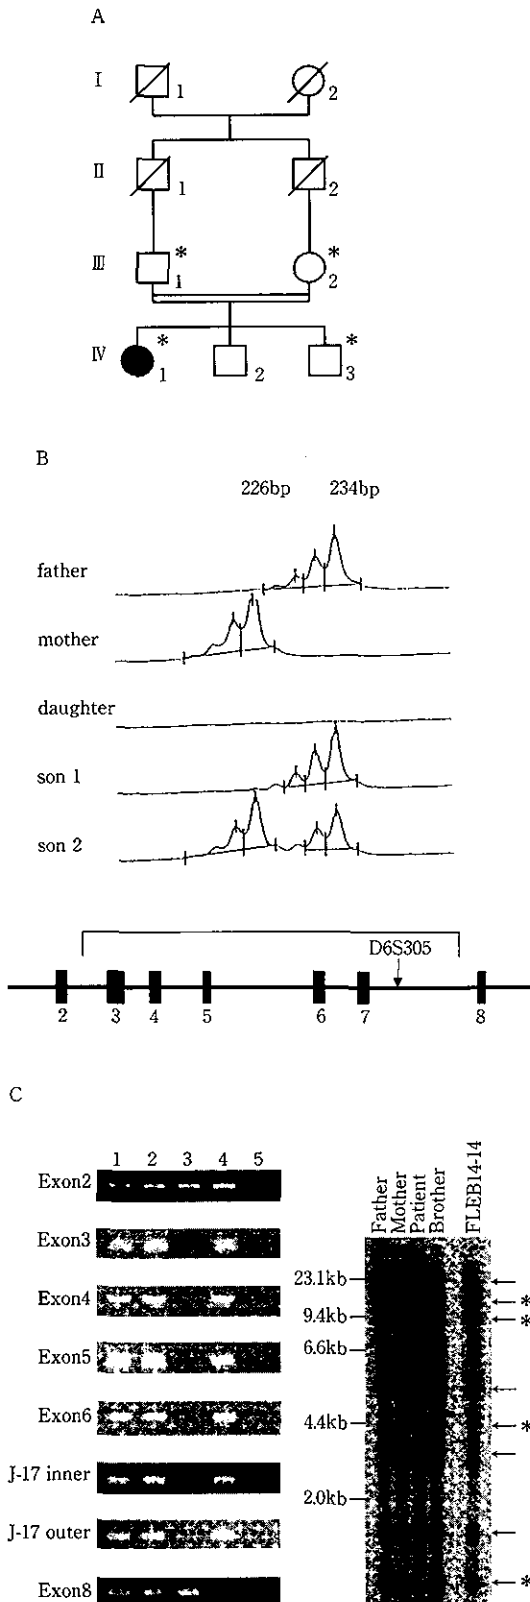 A
I
1
2
II
1
2
III
*
1
*
2
IV
*
1
2
*
3
B
226bp 234bp
father
mother
daughter
son 1
son 2
D6S305
2 3 4 5 6 7 8
C
1 2 3 4 5
Exon2
Exon3
Exon4
Exon5
Exon6
J-17 inner
J-17 outer
Exon8
Father
Mother
Patient
Brother
FLEB14-14
23.1kb
*
9.4kb
*
6.6kb
4.4kb
*
2.0kb
*